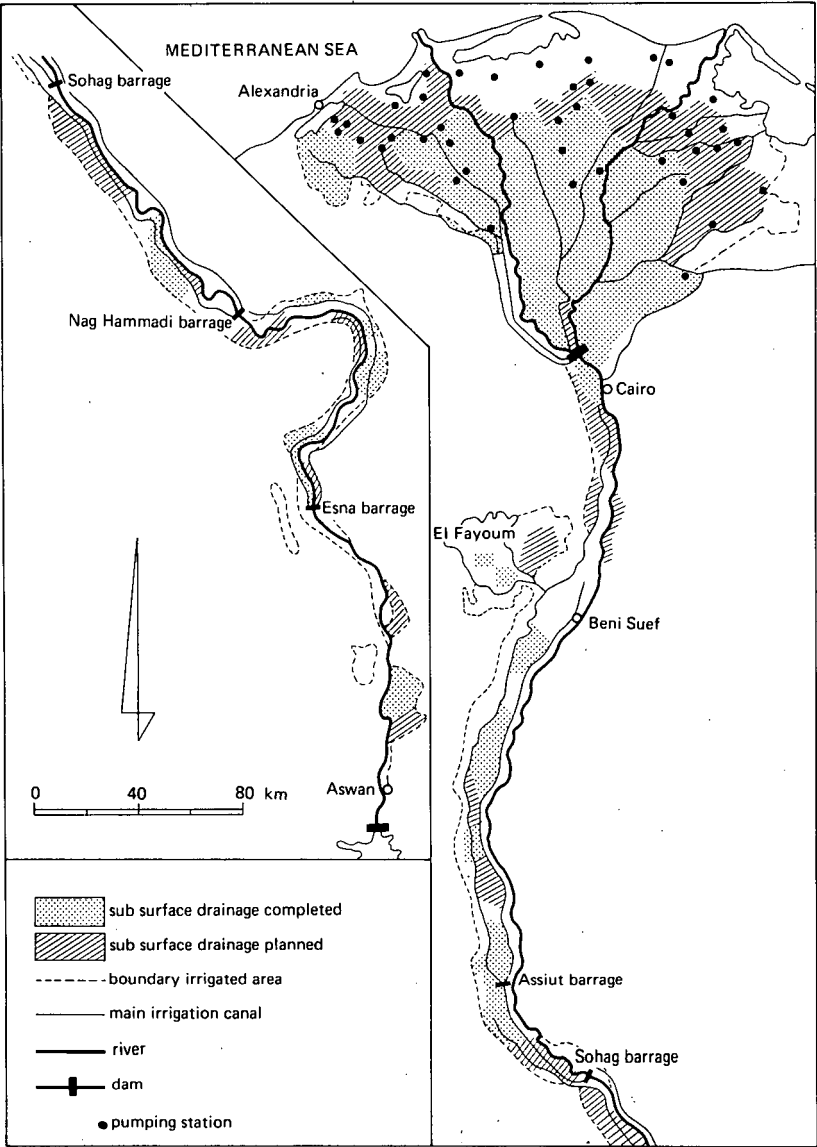 MEDITERRANEAN SEA
Sohag barrage
Alexandria
Nag Hammadi barrage
Cairo
Esna barrage
El Fayoum
Beni Suef
Aswan
0 40 80 km
Assiut barrage
Sohag barrage
sub surface drainage completed
sub surface drainage planned
boundary irrigated area
main irrigation canal
river
dam
pumping station